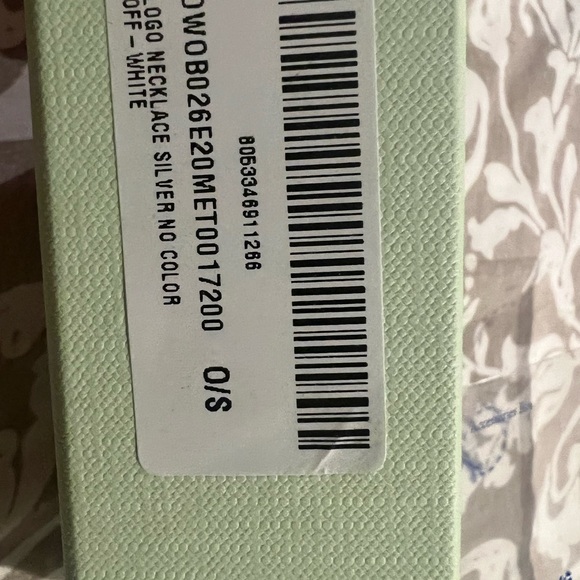 8053346911266
OWOB026E20MET0017200 O/S
LOGO NECKLACE SILVER NO COLOR
OFF-WHITE